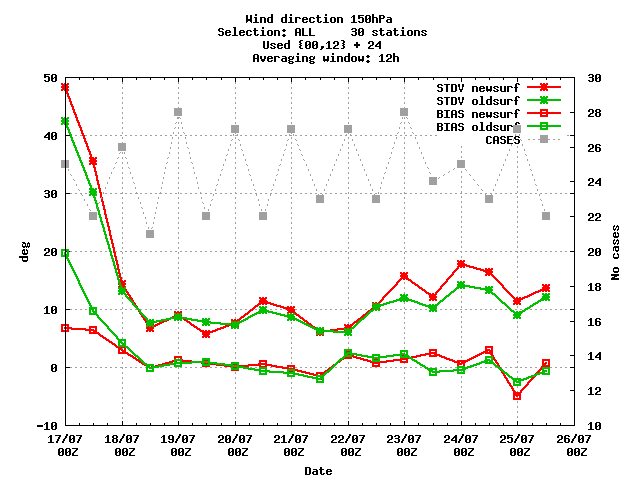 Wind direction 150hPa
Selection: ALL 30 stations
Used {00,12} + 24
Averaging window: 12h
50 30
STDV newsurf
STDV oldsurf
BIAS newsurf
BIAS oldsurf
CASES
40
30
20
10
0
-10
28
26
24
22
20
18
16
14
12
10
deg
No cases
17/07 18/07 19/07 20/07 21/07 22/07 23/07 24/07 25/07 26/07
00Z 00Z 00Z 00Z 00Z 00Z 00Z 00Z 00Z 00Z
Date